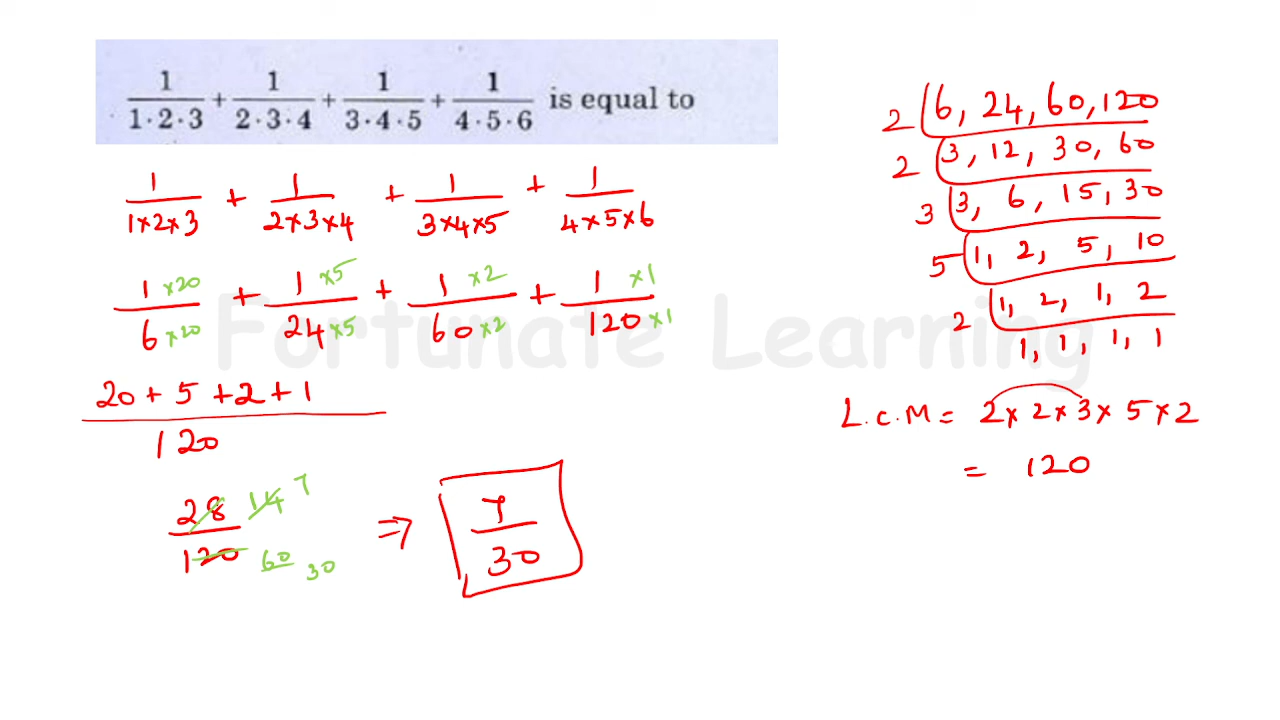 1/(1·2·3) + 1/(2·3·4) + 1/(3·4·5) + 1/(4·5·6) is equal to
1/(1×2×3) + 1/(2×3×4) + 1/(3×4×5) + 1/(4×5×6)
1 ×20/6 ×20 + 1 ×5/24 ×5 + 1 ×2/60 ×2 + 1 ×1/120 ×1
Fortunate Learning
20 + 5 + 2 + 1
120
28 14 7
120 60 30
⇒ 7/30
2 | 6, 24, 60, 120
2 | 3, 12, 30, 60
3 | 3, 6, 15, 30
5 | 1, 2, 5, 10
2 | 1, 2, 1, 2
1, 1, 1, 1
L.C.M = 2 × 2 × 3 × 5 × 2
= 120